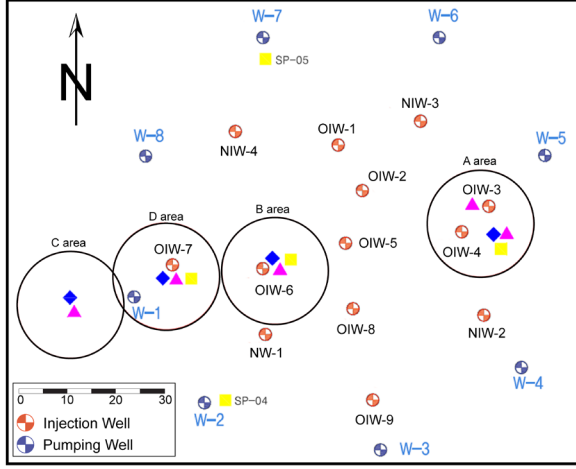 W-7
W-6
SP-05
N
NIW-3
OIW-1
W-8
NIW-4
W-5
A area
OIW-2
OIW-3
B area
D area
C area
OIW-4
OIW-5
OIW-7
OIW-6
W-1
OIW-8
NIW-2
NW-1
W-4
W-2
SP-04
OIW-9
W-3
0 10 20 30
Injection Well
Pumping Well